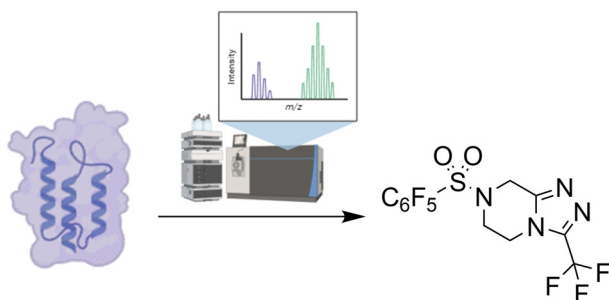 Intensity
m/z
O O
S
C6F5 N N
N
N
F F
F